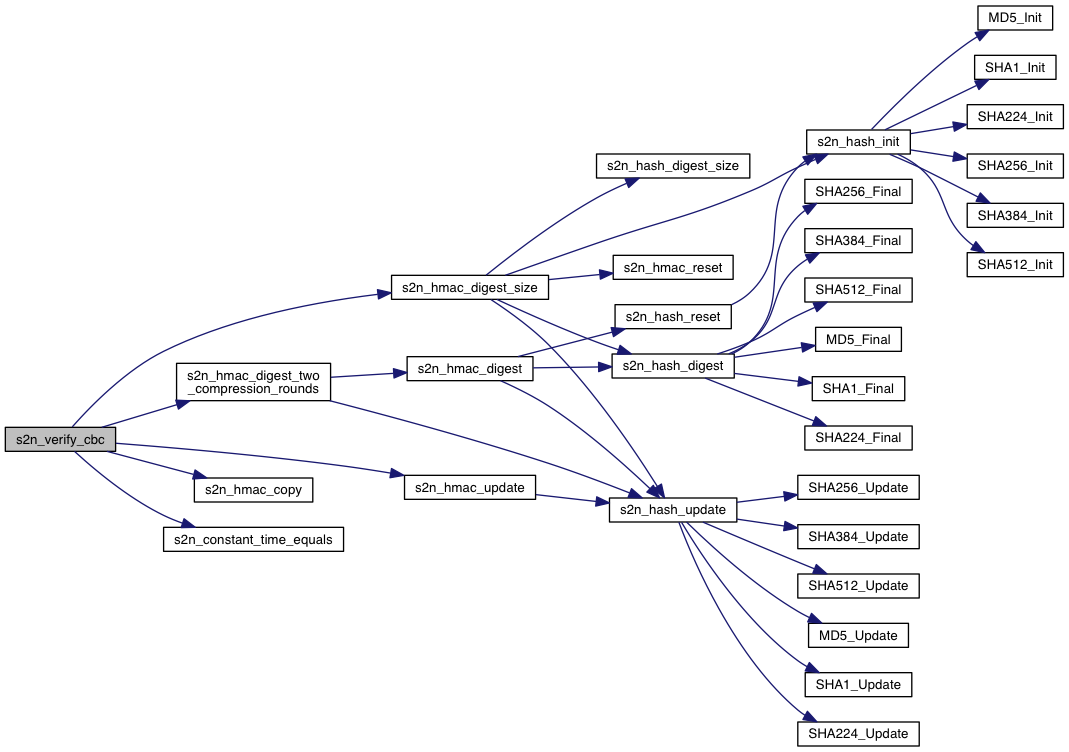 MD5_Init
SHA1_Init
SHA224_Init
s2n_hash_init
s2n_hash_digest_size
SHA256_Init
SHA256_Final
SHA384_Init
SHA384_Final
SHA512_Init
s2n_hmac_reset
s2n_hmac_digest_size
SHA512_Final
s2n_hash_reset
MD5_Final
s2n_hash_digest
s2n_hmac_digest
s2n_hmac_digest_two
_compression_rounds
SHA1_Final
SHA224_Final
s2n_verify_cbc
s2n_hmac_update
s2n_hmac_copy
SHA256_Update
s2n_hash_update
SHA384_Update
s2n_constant_time_equals
SHA512_Update
MD5_Update
SHA1_Update
SHA224_Update